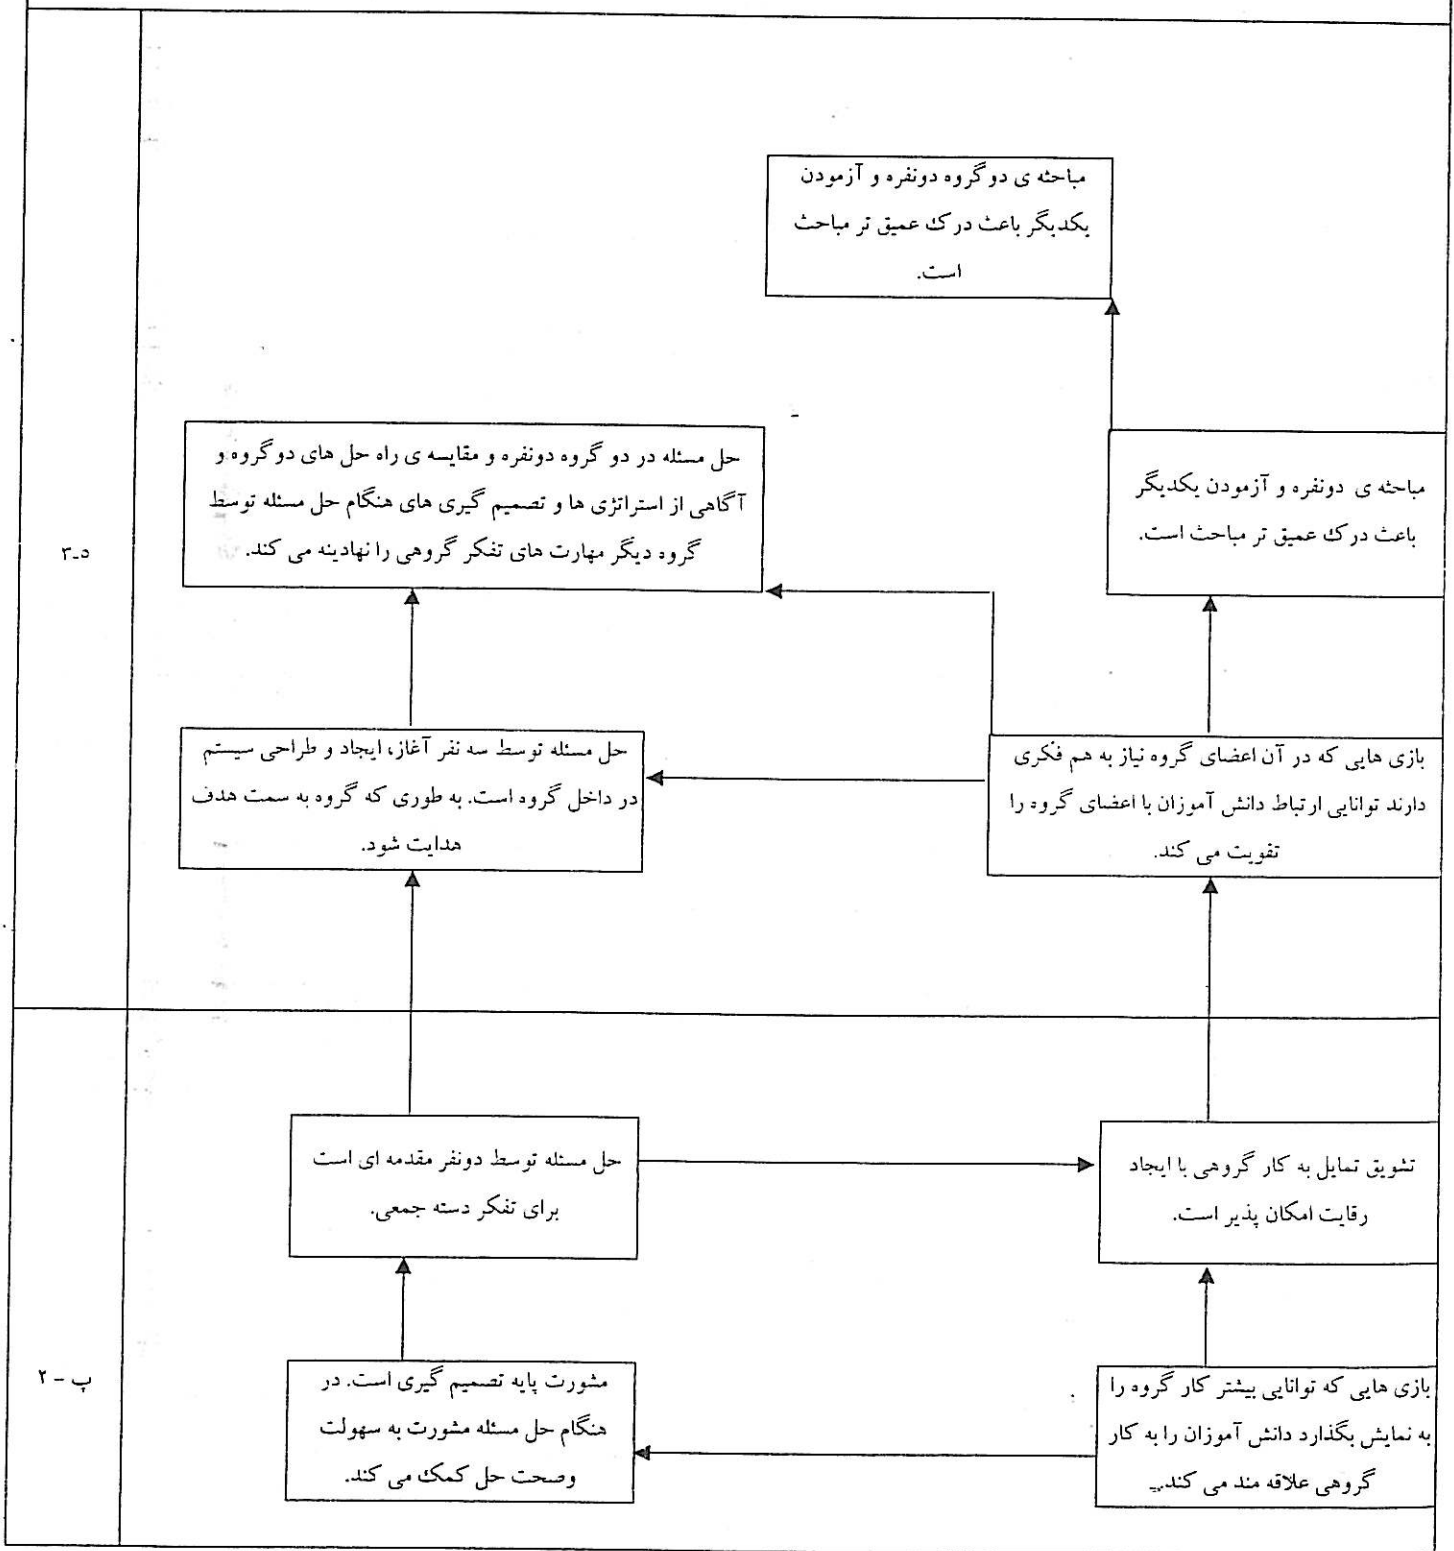 مباحثه ی دو گروه دونفره و آزمودن
یکدیگر باعث درک عمیق تر مباحث
است.
مباحثه ی دونفره و آزمودن یکدیگر
باعث درک عمیق تر مباحث است.
حل مسئله در دو گروه دونفره و مقایسه ی راه حل های دو گروه و
آگاهی از استراتژی ها و تصمیم گیری های هنگام حل مسئله توسط
گروه دیگر مهارت های تفکر گروهی را نهادینه می کند.
۳-۵
بازی هایی که در آن اعضای گروه نیاز به هم فکری
دارند توانایی ارتباط دانش آموزان با اعضای گروه را
تقویت می کند.
حل مسئله توسط سه نفر آغاز، ایجاد و طراحی سیستم
در داخل گروه است. به طوری که گروه به سمت هدف
هدایت شود.
تشویق تمایل به کار گروهی با ایجاد
رقابت امکان پذیر است.
حل مسئله توسط دونفر مقدمه ای است
برای تفکر دسته جمعی.
بازی هایی که توانایی بیشتر کار گروه را
به نمایش بگذارد دانش آموزان را به کار
گروهی علاقه مند می کند.
مشورت پایه تصمیم گیری است. در
هنگام حل مسئله مشورت به سهولت
وصحت حل کمک می کند.
پ - ۲